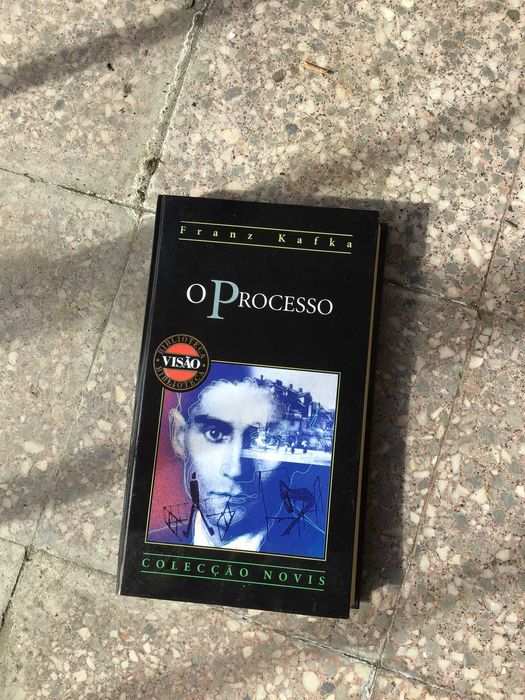 Franz Kafka
O PROCESSO
BIBLIOTECA
VISÃO
BIBLIOTECA
COLECÇÃO NOVIS